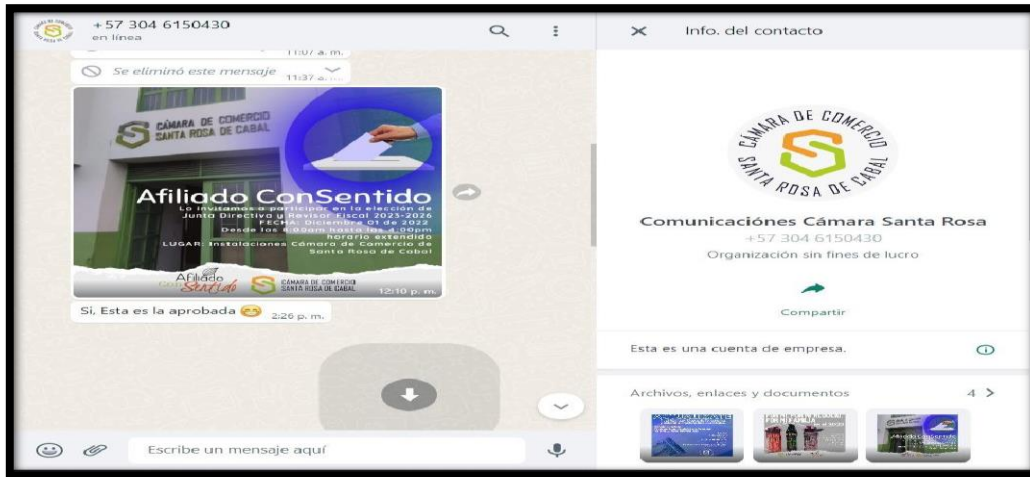 +57 304 6150430
en línea
11:07 a. m.
Se eliminó este mensaje
11:37 a.
CÁMARA DE COMERCIO
SANTA ROSA DE CABAL
Afiliado ConSentido
Lo invitamos a participar en la elección de
Junta Directiva y Revisor Fiscal 2023-2026
FECHA: Diciembre 01 de 2022
Desde las 8:00am hasta las 4:00pm
horario extendido
LUGAR: Instalaciones Cámara de Comercio de
Santa Rosa de Cabal
Afiliado
ConSentido
CÁMARA DE COMERCIO
SANTA ROSA DE CABAL
12:10 p. m.
Sí, Esta es la aprobada
2:26 p. m.
Escribe un mensaje aquí
Info. del contacto
CÁMARA DE COMERCIO
SANTA ROSA DE CABAL
Comunicaciónes Cámara Santa Rosa
+57 304 6150430
Organización sin fines de lucro
Compartir
Esta es una cuenta de empresa.
Archivos, enlaces y documentos
4
Afiliado ConSentido